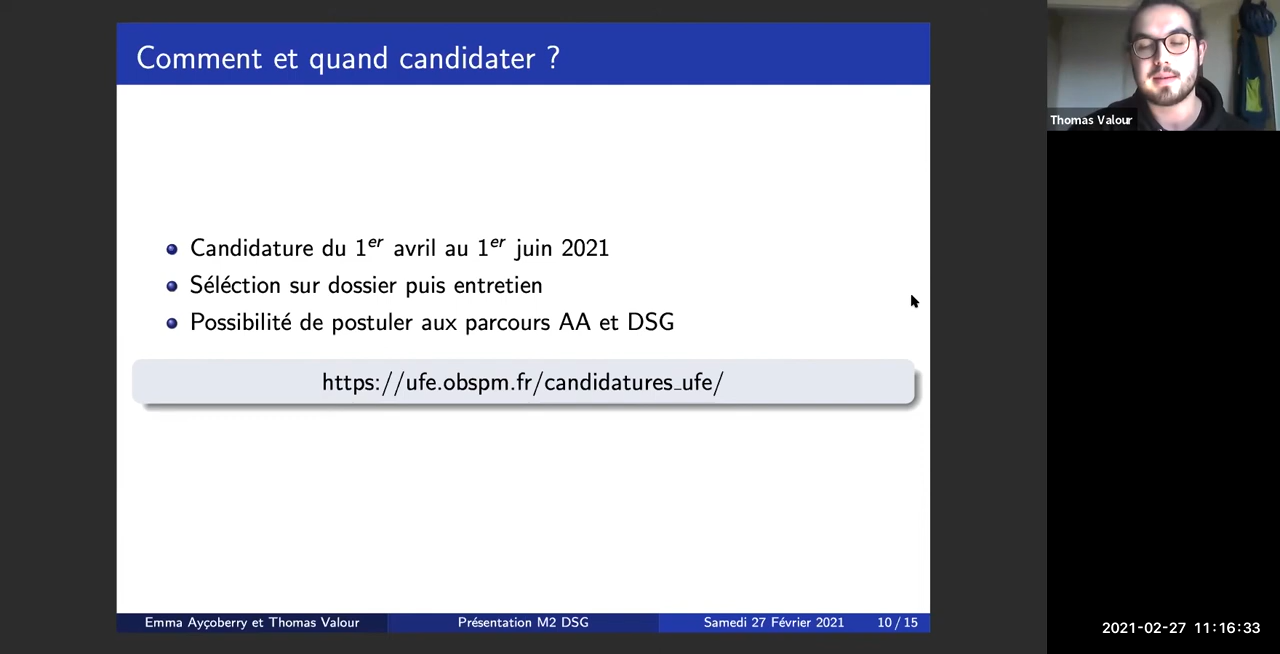 Comment et quand candidater ?
Thomas Valour
Candidature du 1er avril au 1er juin 2021
Séléction sur dossier puis entretien
Possibilité de postuler aux parcours AA et DSG
https://ufe.obspm.fr/candidatures_ufe/
Emma Ayçoberry et Thomas Valour Présentation M2 DSG Samedi 27 Février 2021 10 / 15
2021-02-27 11:16:33